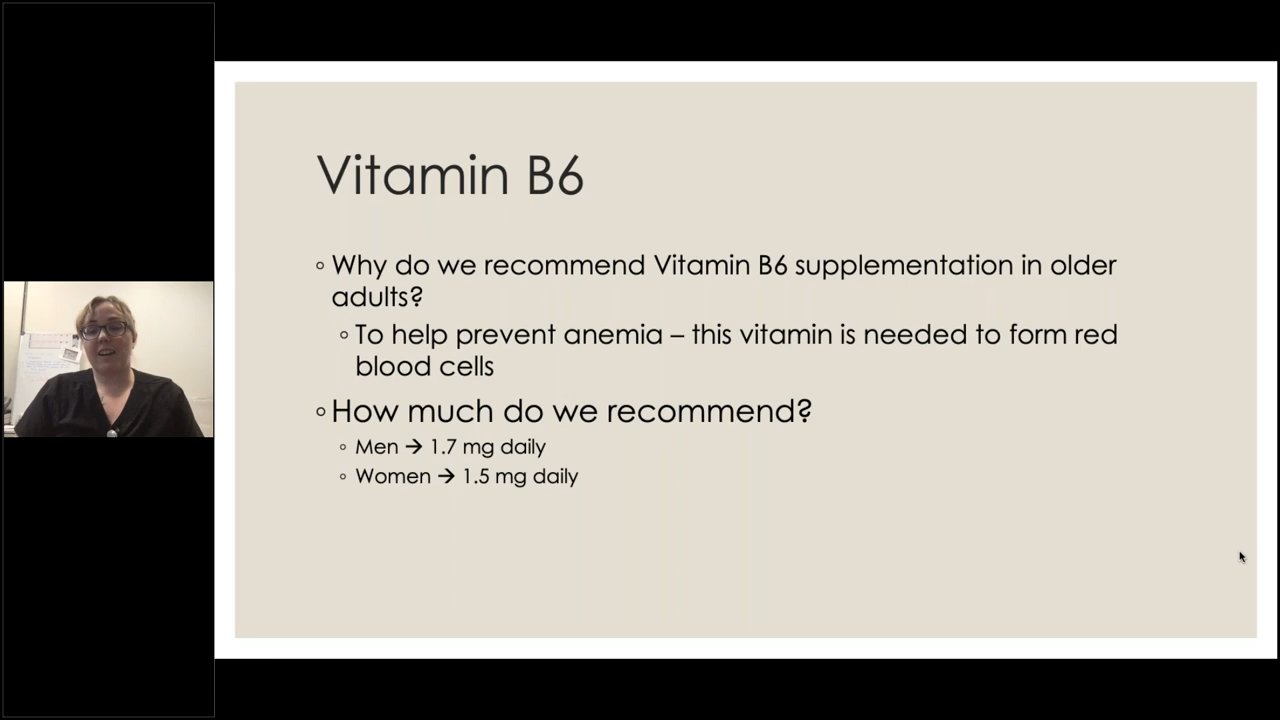 Vitamin B6
◦ Why do we recommend Vitamin B6 supplementation in older
adults?
◦ To help prevent anemia – this vitamin is needed to form red
blood cells
◦ How much do we recommend?
◦ Men → 1.7 mg daily
◦ Women → 1.5 mg daily